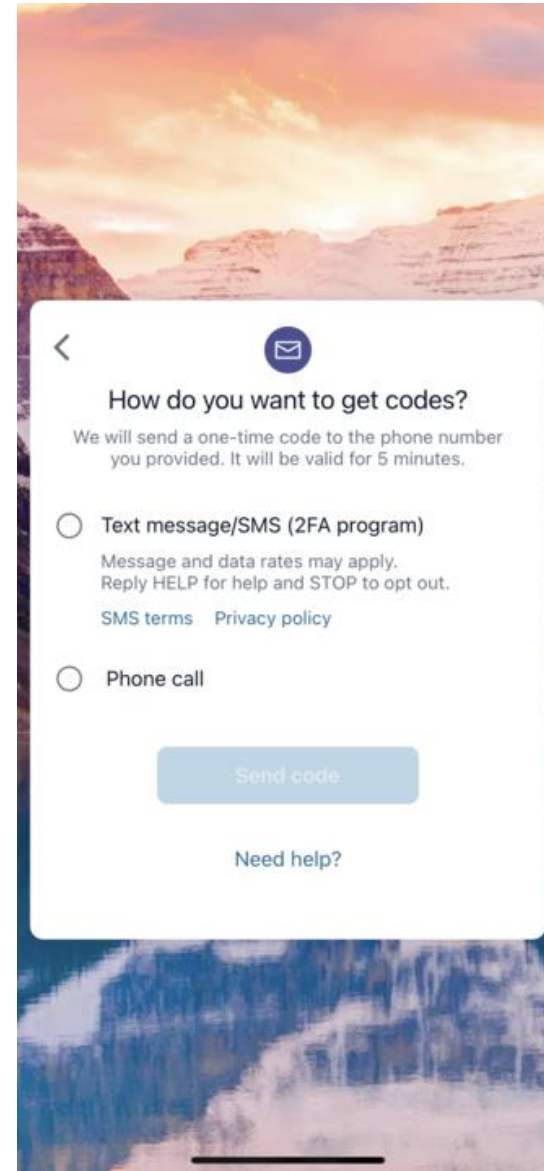 How do you want to get codes?
We will send a one-time code to the phone number
you provided. It will be valid for 5 minutes.
Text message/SMS (2FA program)
Message and data rates may apply.
Reply HELP for help and STOP to opt out.
SMS terms Privacy policy
Phone call
Send code
Need help?